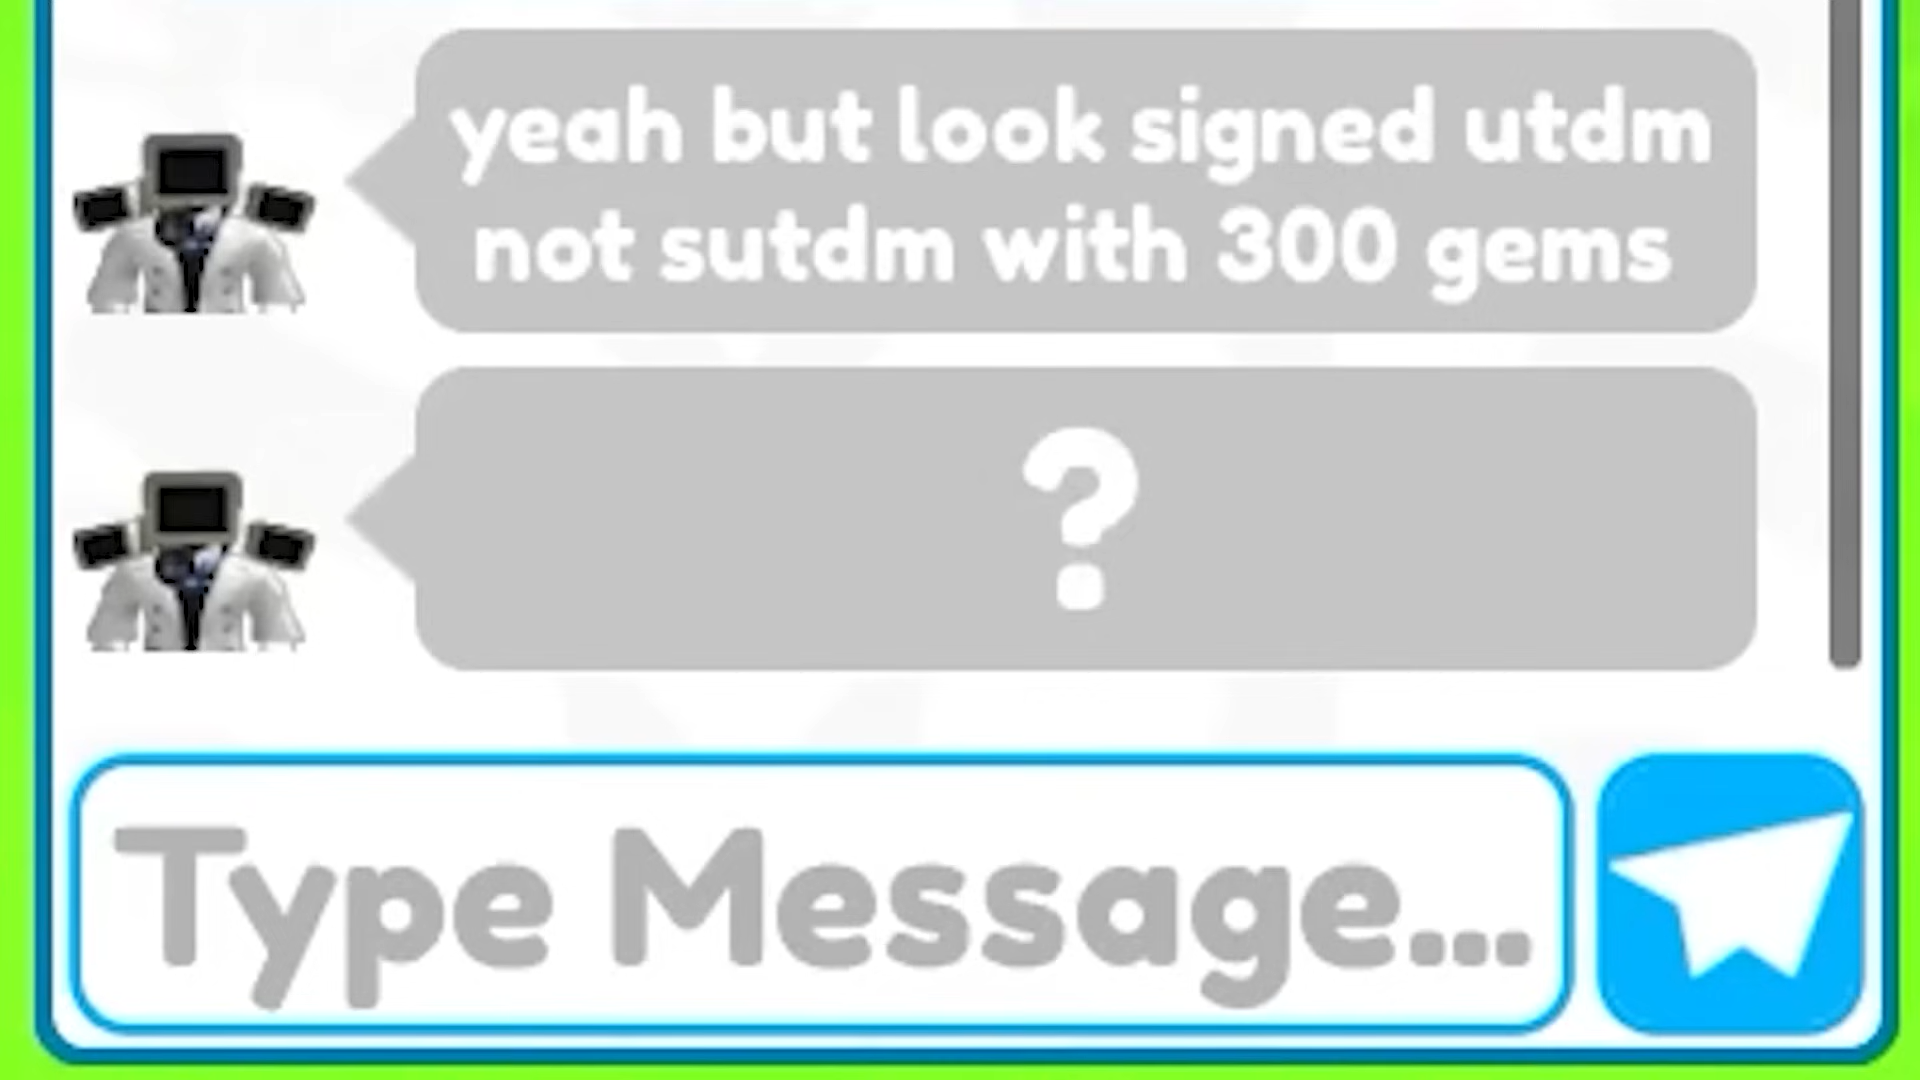 yeah but look signed utdm
not sutdm with 300 gems
?
Type Message...